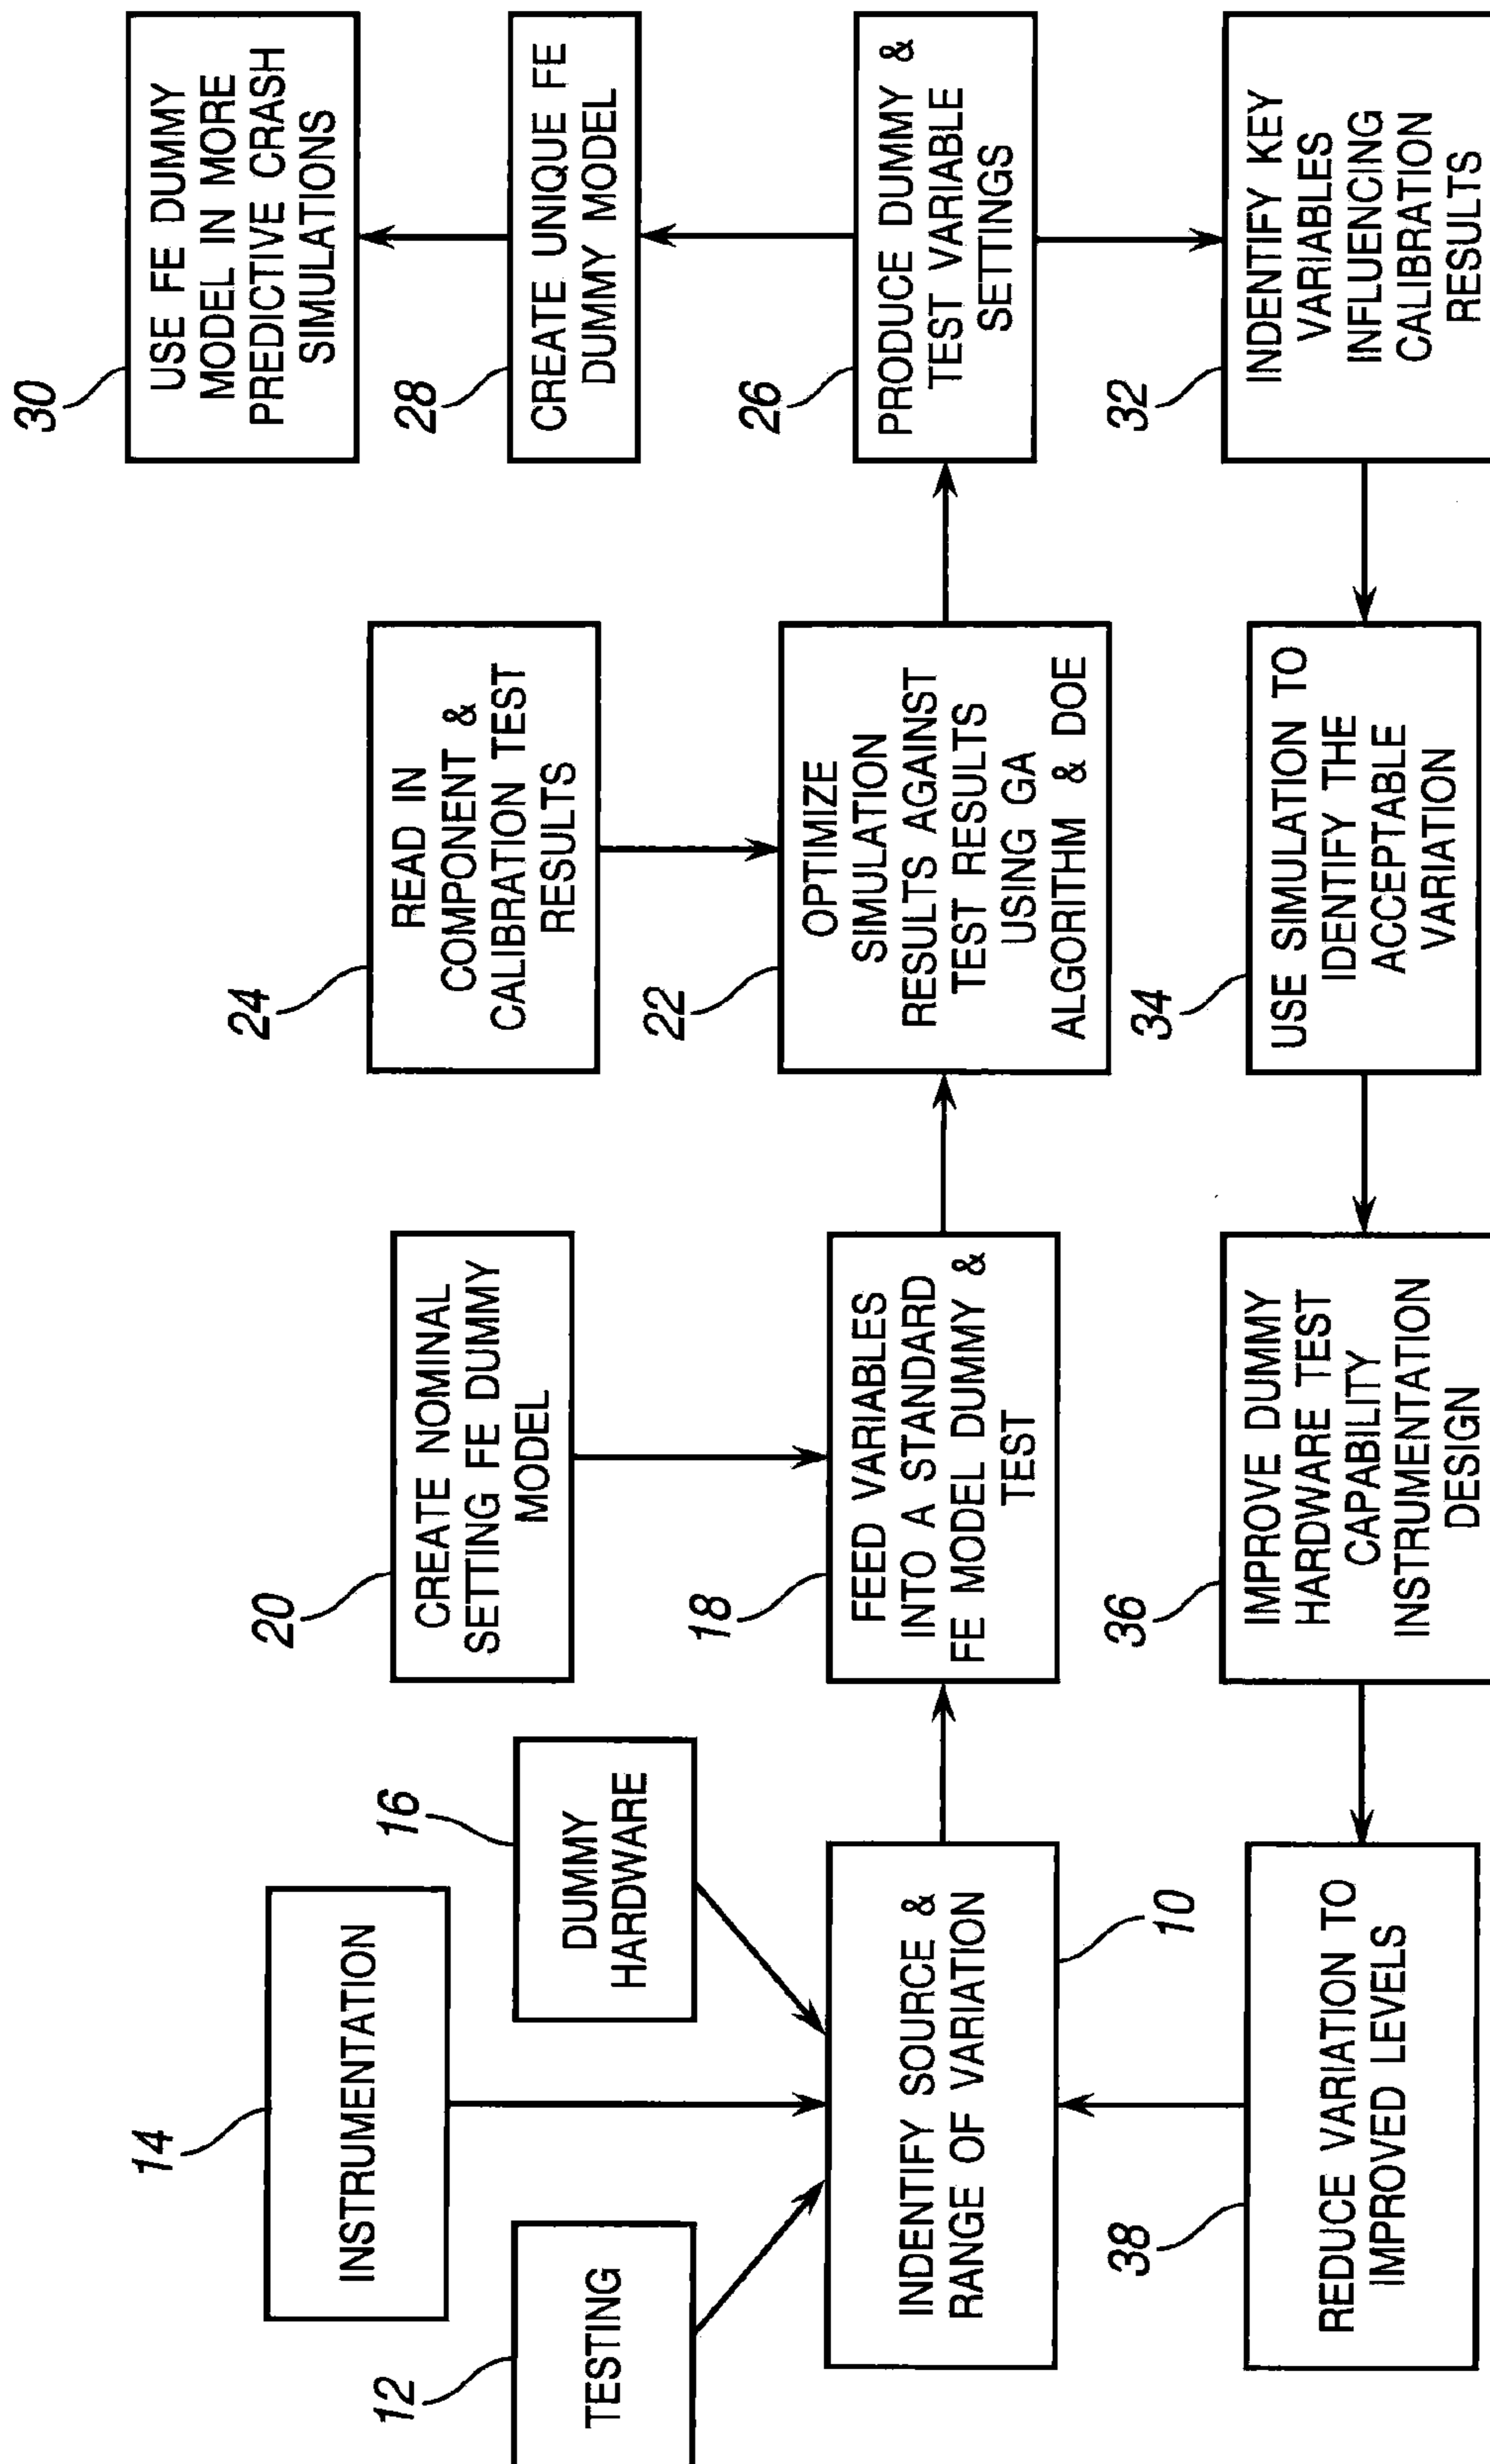 14
INSTRUMENTATION
12
TESTING
16
DUMMY
HARDWARE
INDENTIFY SOURCE &
RANGE OF VARIATION
10
20
CREATE NOMINAL
SETTING FE DUMMY
MODEL
18
FEED VARIABLES
INTO A STANDARD
FE MODEL DUMMY &
TEST
24
READ IN
COMPONENT &
CALIBRATION TEST
RESULTS
22
OPTIMIZE
SIMULATION
RESULTS AGAINST
TEST RESULTS
USING GA
ALGORITHM & DOE
30
USE FE DUMMY
MODEL IN MORE
PREDICTIVE CRASH
SIMULATIONS
28
CREATE UNIQUE FE
DUMMY MODEL
26
PRODUCE DUMMY &
TEST VARIABLE
SETTINGS
32
INDENTIFY KEY
VARIABLES
INFLUENCING
CALIBRATION
RESULTS
34
USE SIMULATION TO
IDENTIFY THE
ACCEPTABLE
VARIATION
36
IMPROVE DUMMY
HARDWARE TEST
CAPABILITY
INSTRUMENTATION
DESIGN
38
REDUCE VARIATION TO
IMPROVED LEVELS